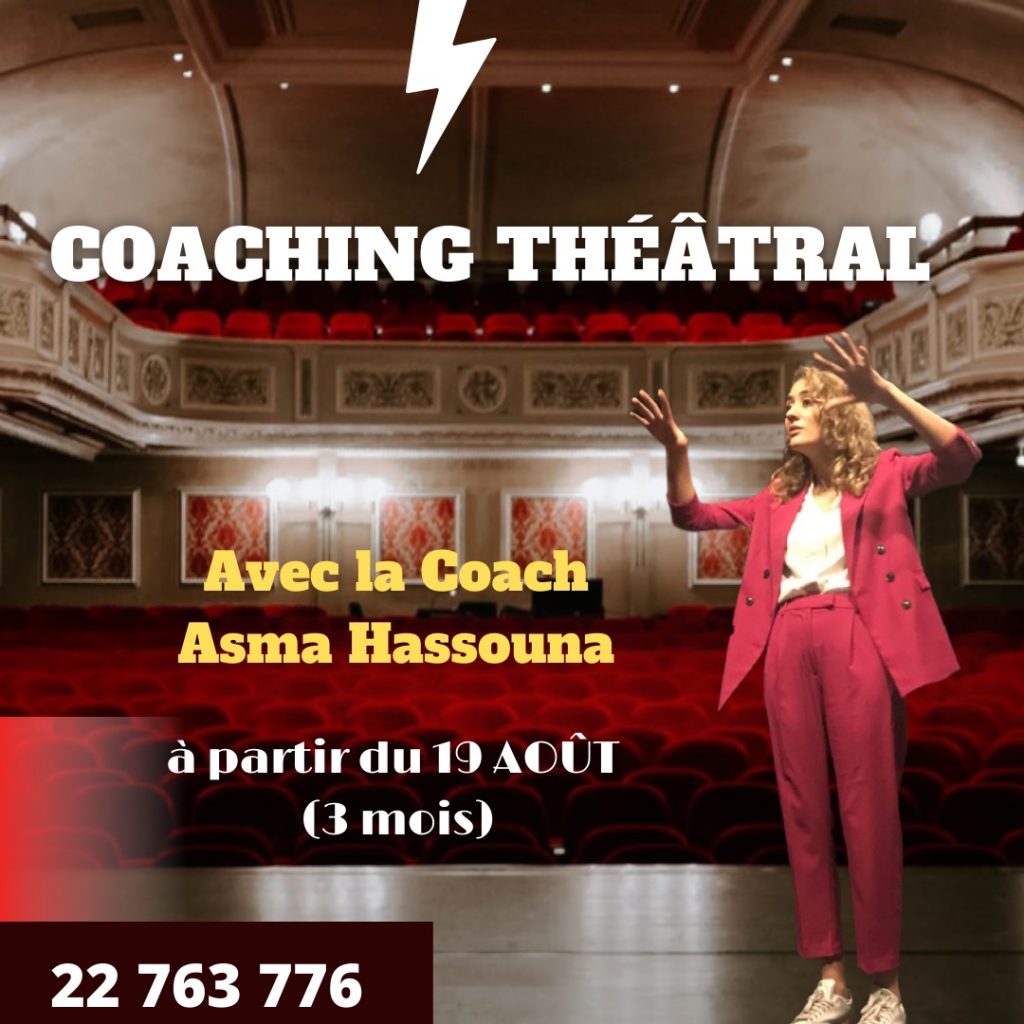 COACHING THÉÂTRAL
Avec la Coach
Asma Hassouna
à partir du 19 AOÛT
(3 mois)
22 763 776